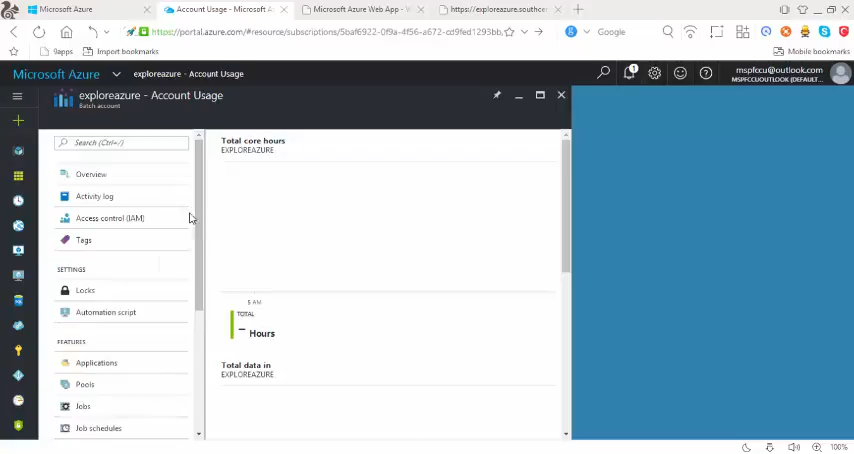 Microsoft Azure
Account Usage - Microsoft A
Microsoft Azure Web App - V
https://exploreazure.southcer
https://portal.azure.com/#resource/subscriptions/5baf6922-0f9a-4f56-a672-cd9ed1293bb,
Google
9apps
Import bookmarks
Mobile bookmarks
Microsoft Azure
exploreazure - Account Usage
1
mspfccu@outlook.com
MSPFCCUOUTLOOK (DEFAULT...
exploreazure - Account Usage
Batch account
Search (Ctrl+/)
Overview
Activity log
Access control (IAM)
Tags
SETTINGS
Locks
Automation script
FEATURES
Applications
Pools
Jobs
Job schedules
Total core hours
EXPLOREAZURE
5 AM
TOTAL
– Hours
Total data in
EXPLOREAZURE
100%